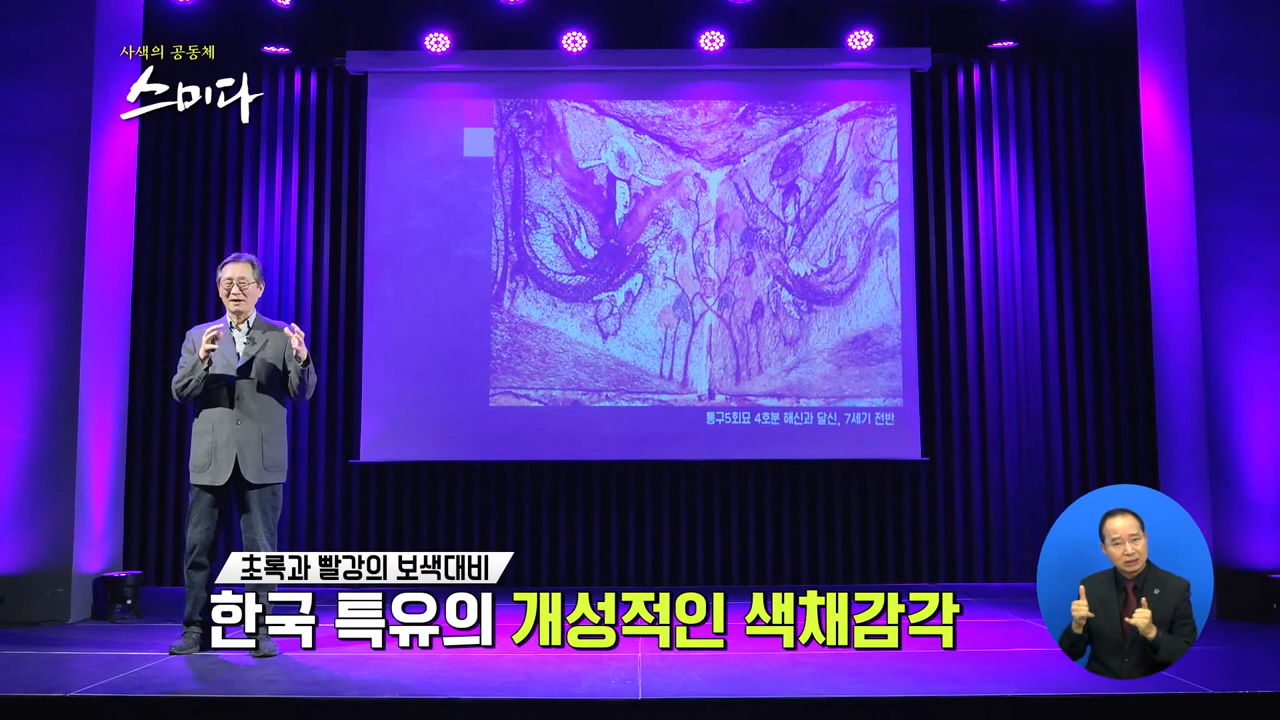 사색의 공동체
스미다
통구5회묘 4호분 해신과 달신, 7세기 전반
초록과 빨강의 보색대비
한국 특유의 개성적인 색채감각